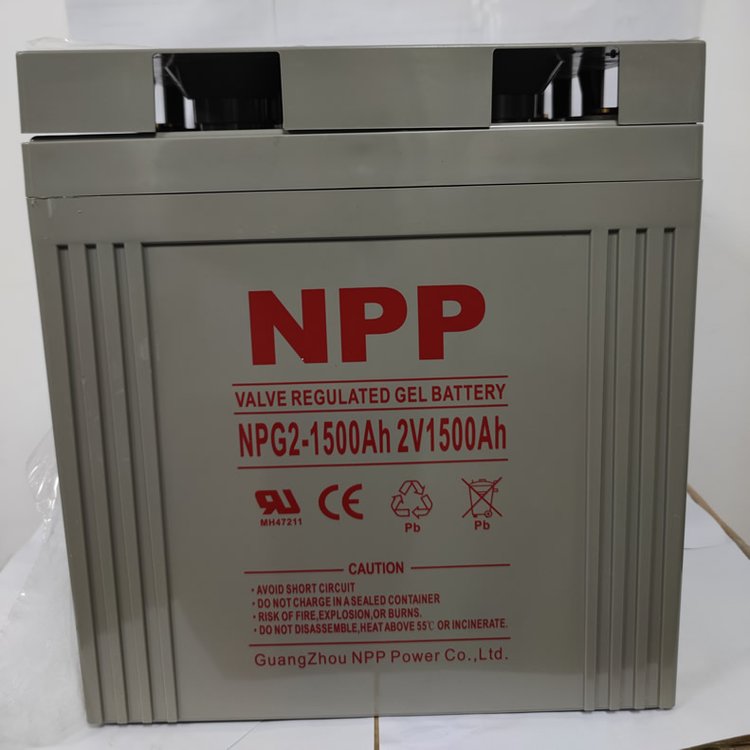 NPP
VALVE REGULATED GEL BATTERY
NPG2-1500Ah 2V1500Ah
MH47211
CE
Pb
Pb
CAUTION
• AVOID SHORT CIRCUIT
• DO NOT CHARGE IN A SEALED CONTAINER
• RISK OF FIRE,EXPLOSION,OR BURNS.
• DO NOT DISASSEMBLE,HEAT ABOVE 55℃ OR INCINERATE.
GuangZhou NPP Power Co.,Ltd.